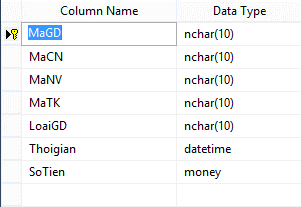 Column Name Data Type
MaGD nchar(10)
MaCN nchar(10)
MaNV nchar(10)
MaTK nchar(10)
LoaiGD nchar(10)
Thoigian datetime
SoTien money